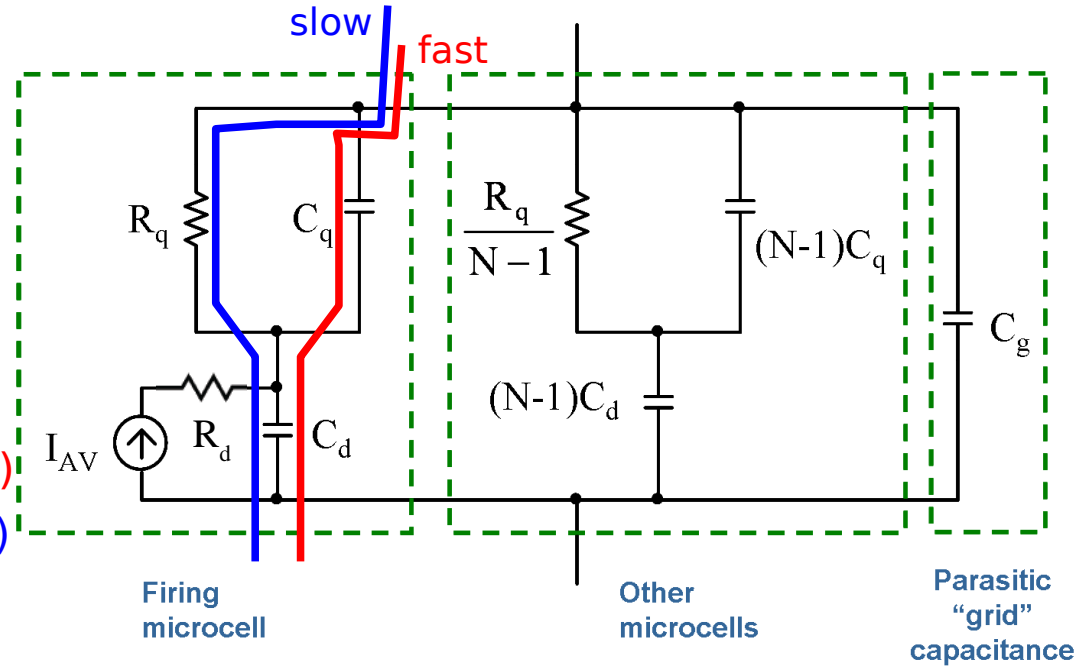 slow
fast
R_q
C_q
R_q
N − 1
(N-1)C_q
C_g
(N-1)C_d
I_AV
R_d
C_d
)
)
Firing
microcell
Other
microcells
Parasitic
“grid”
capacitance